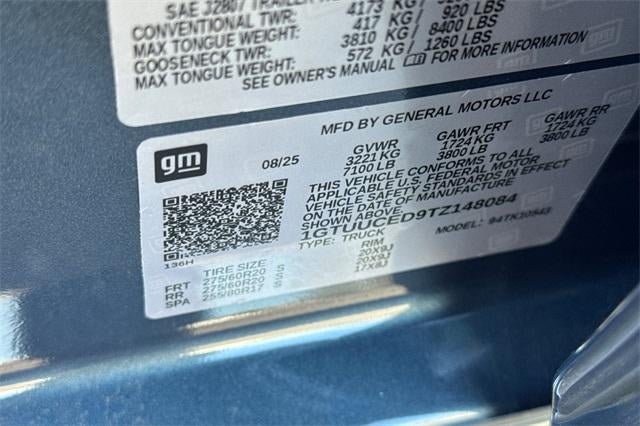 SAE J2807 TRAILER
CONVENTIONAL TWR: 4173 KG/
MAX TONGUE WEIGHT: 417 KG/ 920 LBS
GOOSENECK TWR: 3810 KG/ 8400 LBS
MAX TONGUE WEIGHT: 572 KG/ 1260 LBS
SEE OWNER'S MANUAL FOR MORE INFORMATION
MFD BY GENERAL MOTORS LLC
gm 08/25
GVWR GAWR FRT GAWR RR
3221 KG 1724 KG 1724 KG
7100 LB 3800 LB 3800 LB
THIS VEHICLE CONFORMS TO ALL
APPLICABLE U.S. FEDERAL MOTOR
VEHICLE SAFETY STANDARDS IN EFFECT
ON THE DATE OF MANUFACTURE
SHOWN ABOVE.
1GTUUCED9TZ148084
TYPE: TRUCK MODEL: 94TK10543
136H
TIRE SIZE RIM
FRT 275/60R20 S 20X9J
RR 275/60R20 S 20X9J
SPA 255/80R17 S 17X8J